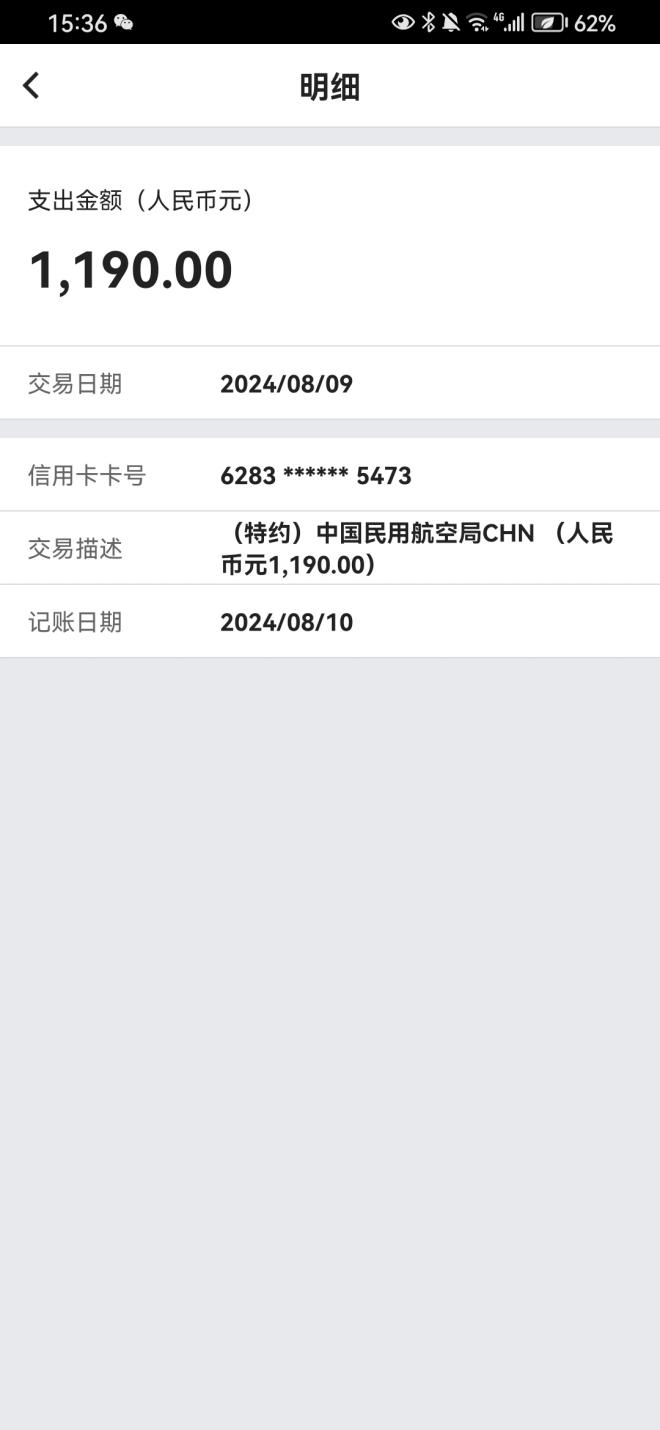 15:36 4G 62%
明细
支出金额（人民币元）
1,190.00
交易日期 2024/08/09
信用卡卡号 6283 ****** 5473
交易描述 （特约）中国民用航空局CHN （人民
币元1,190.00）
记账日期 2024/08/10